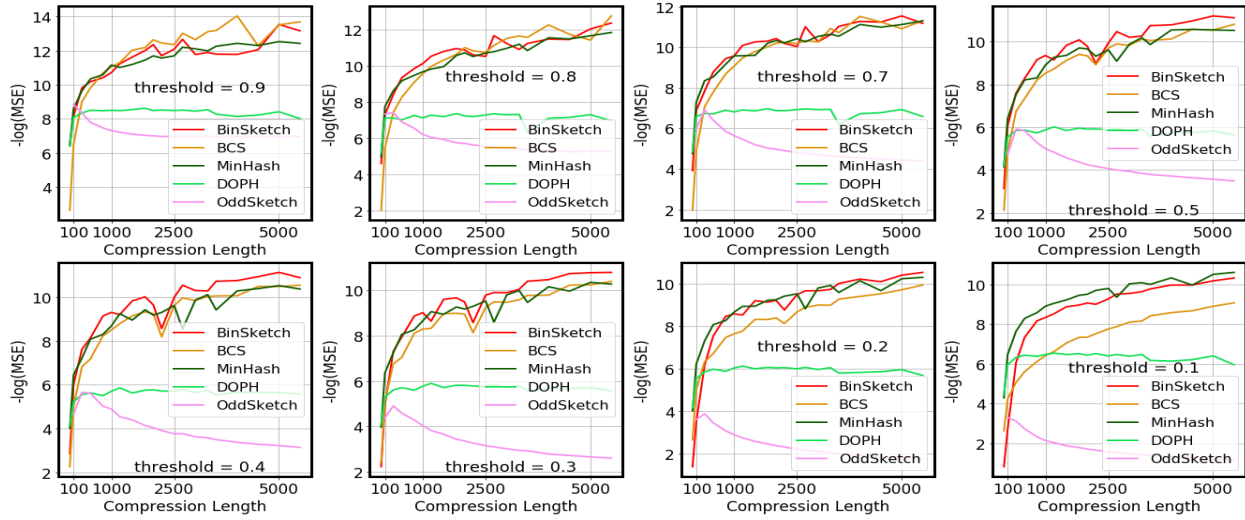 -log(MSE)
14
12
10
8
6
4
threshold = 0.9
BinSketch
BCS
MinHash
DOPH
OddSketch
100 1000 2500 5000
Compression Length
-log(MSE)
12
10
8
6
4
2
threshold = 0.8
BinSketch
BCS
MinHash
DOPH
OddSketch
100 1000 2500 5000
Compression Length
-log(MSE)
12
10
8
6
4
2
threshold = 0.7
BinSketch
BCS
MinHash
DOPH
OddSketch
100 1000 2500 5000
Compression Length
-log(MSE)
12
10
8
6
4
2
BinSketch
BCS
MinHash
DOPH
OddSketch
threshold = 0.5
100 1000 2500 5000
Compression Length
-log(MSE)
10
8
6
4
2
BinSketch
BCS
MinHash
DOPH
OddSketch
threshold = 0.4
100 1000 2500 5000
Compression Length
-log(MSE)
10
8
6
4
2
BinSketch
BCS
MinHash
DOPH
OddSketch
threshold = 0.3
100 1000 2500 5000
Compression Length
-log(MSE)
10
8
6
4
2
threshold = 0.2
BinSketch
BCS
MinHash
DOPH
OddSketch
100 1000 2500 5000
Compression Length
-log(MSE)
10
8
6
4
2
threshold = 0.1
BinSketch
BCS
MinHash
DOPH
OddSketch
100 1000 2500 5000
Compression Length